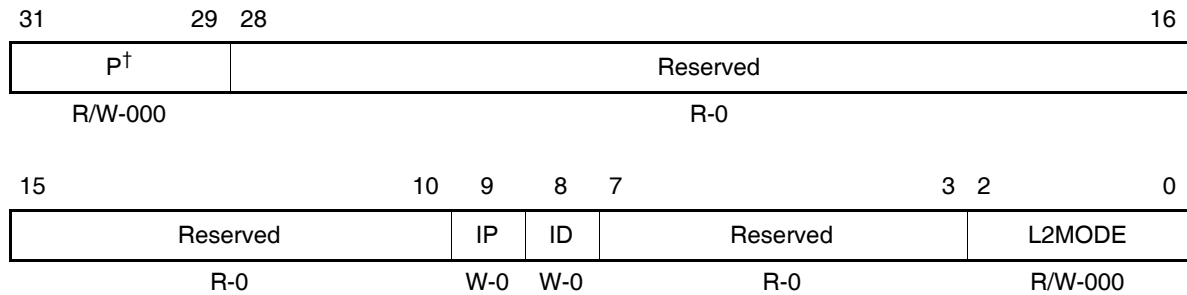 31 29 28 16
P† Reserved
R/W-000 R-0
15 10 9 8 7 3 2 0
Reserved IP ID Reserved L2MODE
R-0 W-0 W-0 R-0 R/W-000